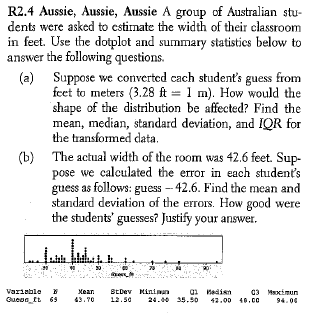 R2.4 Aussie, Aussie, Aussie A group of Australian stu-
dents were asked to estimate the width of their classroom
in feet. Use the dotplot and summary statistics below to
answer the following questions.
(a) Suppose we converted each student's guess from
feet to meters (3.28 ft = 1 m). How would the
shape of the distribution be affected? Find the
mean, median, standard deviation, and IQR for
the transformed data.
(b) The actual width of the room was 42.6 feet. Sup-
pose we calculated the error in each student's
guess as follows: guess − 42.6. Find the mean and
standard deviation of the errors. How good were
the students' guesses? Justify your answer.
Guess_ft
Variable N Mean StDev Minimum Q1 Median Q3 Maximum
Guess_ft 69 43.70 12.50 24.00 35.50 42.00 48.00 94.00